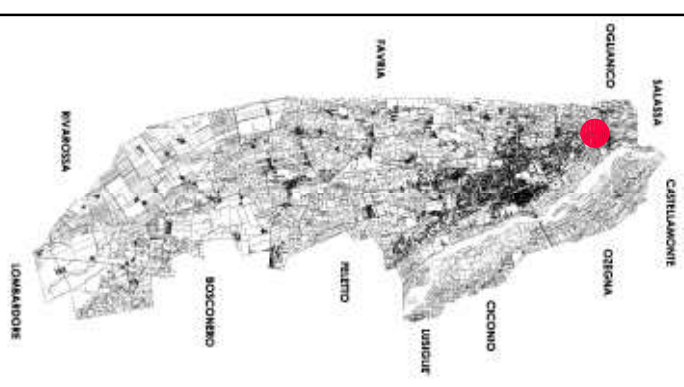 OGLIANICO
SALASSA
FAVRIA
RIVAROSSA
CASTELLAMONTE
OZEGNA
CICONIO
LUSIGLIE'
FELETTO
BOSCONERO
LOMBARDORE